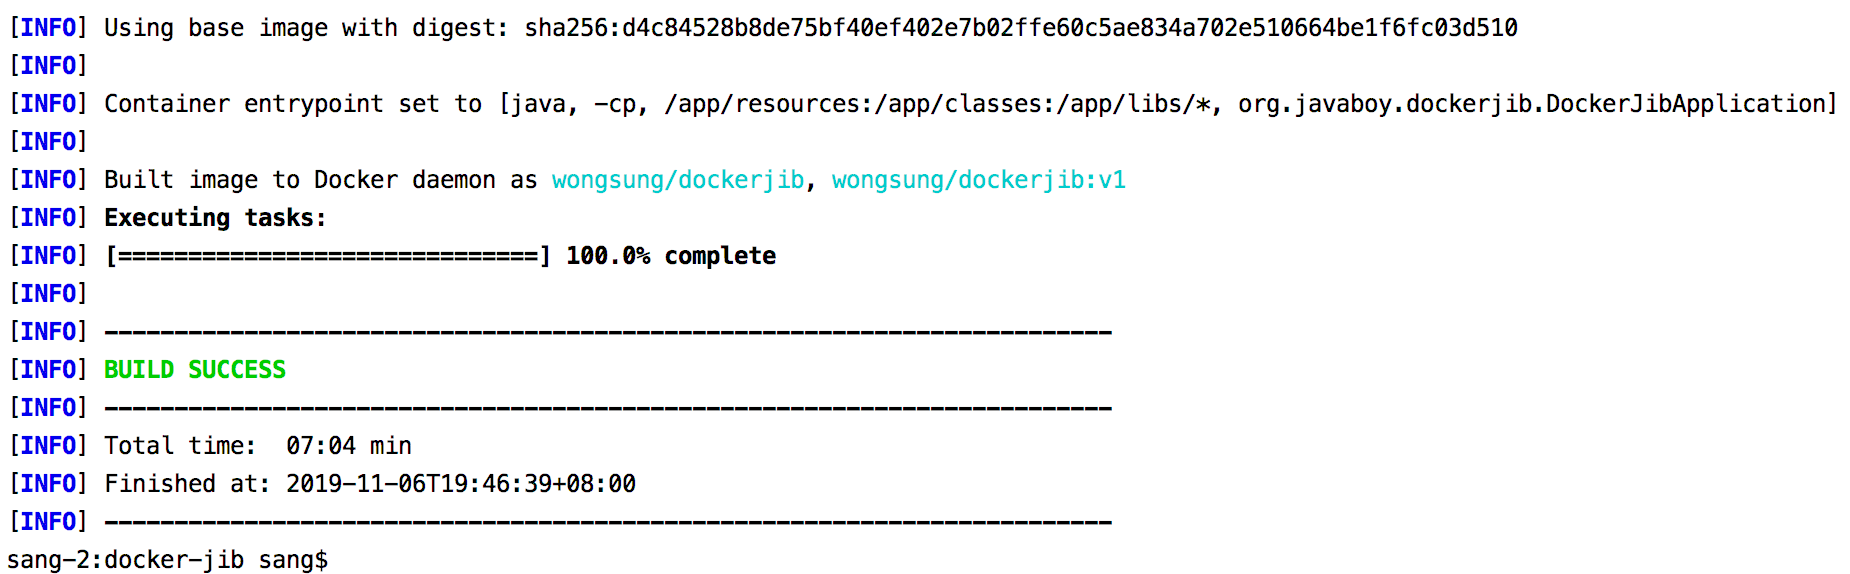 [INFO] Using base image with digest: sha256:d4c84528b8de75bf40ef402e7b02ffe60c5ae834a702e510664be1f6fc03d510
[INFO]
[INFO] Container entrypoint set to [java, -cp, /app/resources:/app/classes:/app/libs/*, org.javaboy.dockerjib.DockerJibApplication]
[INFO]
[INFO] Built image to Docker daemon as wongsung/dockerjib, wongsung/dockerjib:v1
[INFO] Executing tasks:
[INFO] [==============================] 100.0% complete
[INFO]
[INFO] ------------------------------------------------------------------------
[INFO] BUILD SUCCESS
[INFO] ------------------------------------------------------------------------
[INFO] Total time:  07:04 min
[INFO] Finished at: 2019-11-06T19:46:39+08:00
[INFO] ------------------------------------------------------------------------
sang-2:docker-jib sang$